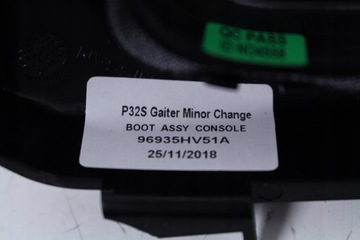 QC PASS
P32S Gaiter Minor Change
BOOT ASSY CONSOLE
96935HV51A
25/11/2018